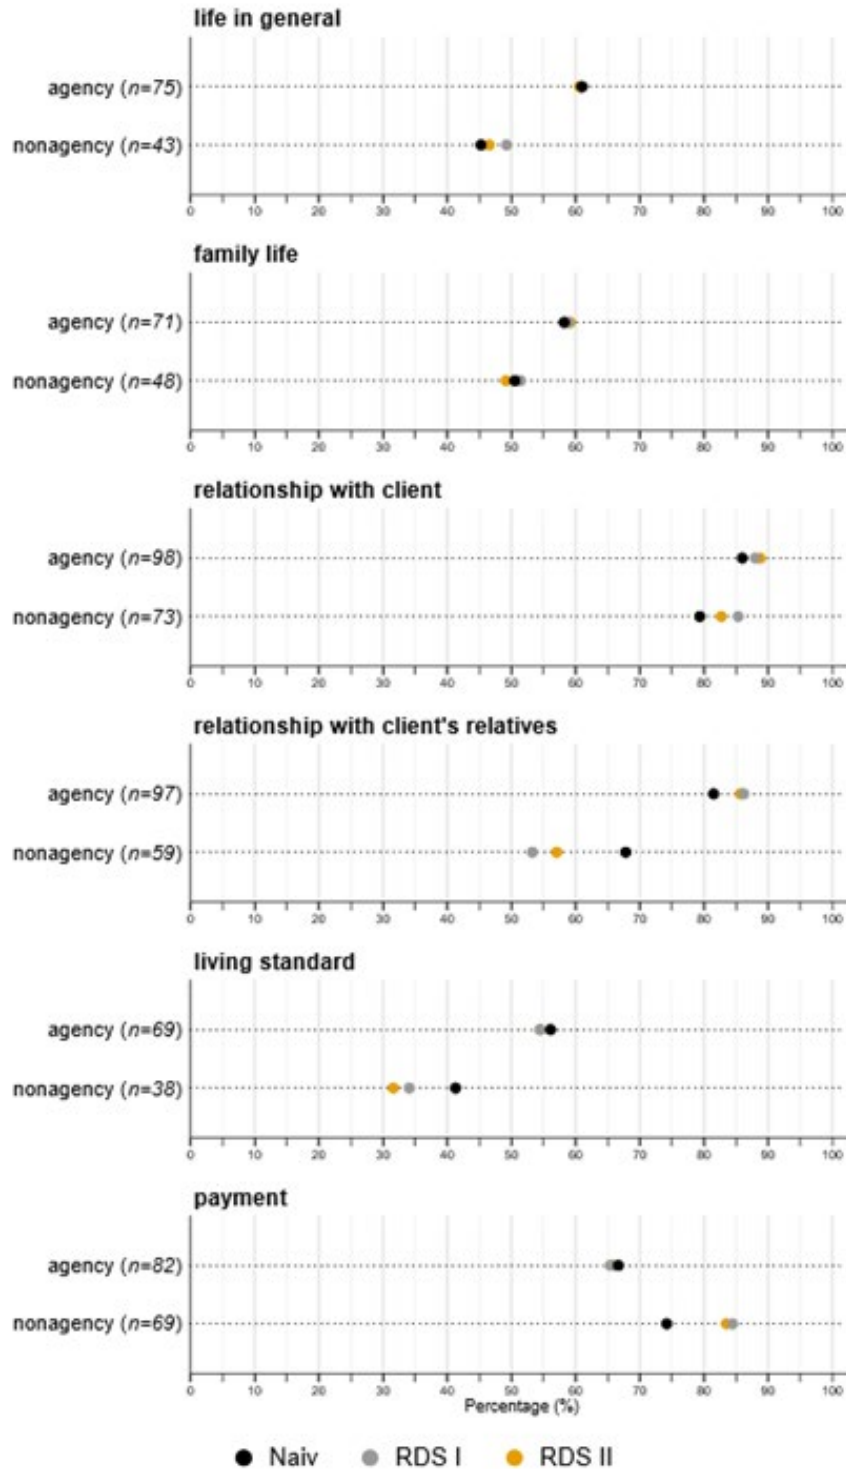 life in general
agency (n=75)
nonagency (n=43)
0 10 20 30 40 50 60 70 80 90 100
family life
agency (n=71)
nonagency (n=48)
0 10 20 30 40 50 60 70 80 90 100
relationship with client
agency (n=98)
nonagency (n=73)
0 10 20 30 40 50 60 70 80 90 100
relationship with client's relatives
agency (n=97)
nonagency (n=59)
0 10 20 30 40 50 60 70 80 90 100
living standard
agency (n=69)
nonagency (n=38)
0 10 20 30 40 50 60 70 80 90 100
payment
agency (n=82)
nonagency (n=69)
0 10 20 30 40 50 60 70 80 90 100
Percentage (%)
Naiv RDS I RDS II